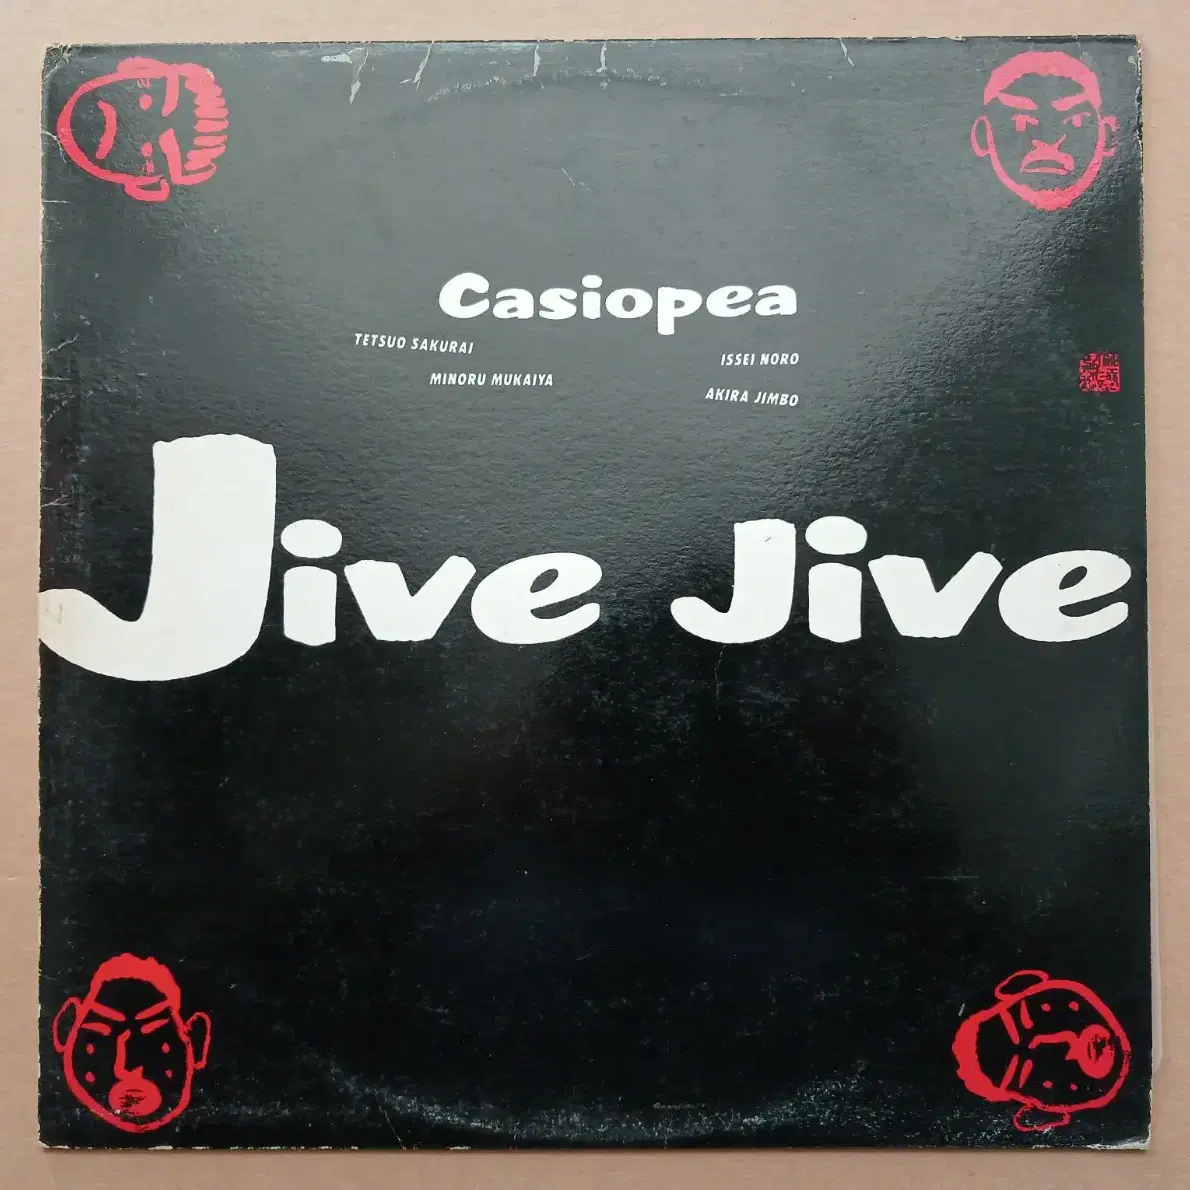 Casiopea
TETSUO SAKURAI
ISSEI NORO
MINORU MUKAIYA
AKIRA JIMBO
Jive Jive